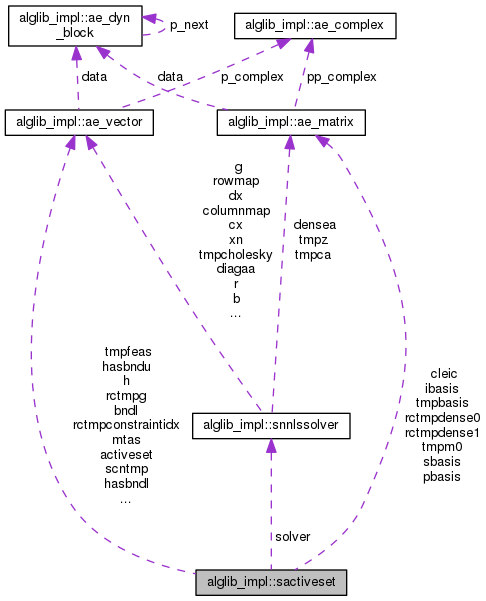 alglib_impl::ae_dyn
_block
p_next
alglib_impl::ae_complex
data
data
p_complex
pp_complex
alglib_impl::ae_vector
alglib_impl::ae_matrix
g
rowmap
dx
columnmap
cx
xn
tmpcholesky
diagaa
r
b
...
densea
tmpz
tmpca
tmpfeas
hasbndu
h
rctmpg
bndl
rctmpconstraintidx
mtas
activeset
scntmp
hasbndl
...
cleic
ibasis
tmpbasis
rctmpdense0
rctmpdense1
tmpm0
sbasis
pbasis
alglib_impl::snnlssolver
solver
alglib_impl::sactiveset